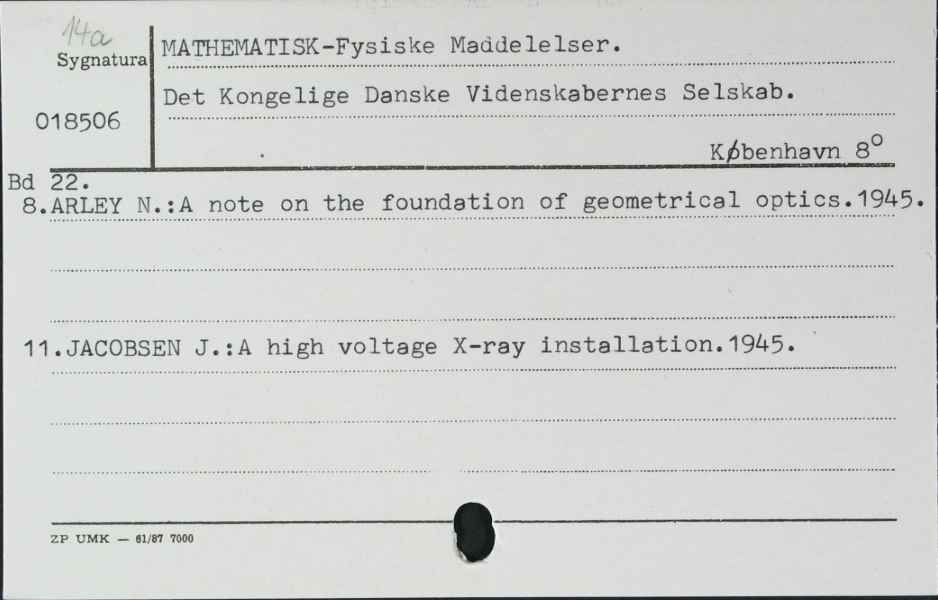 14a
Sygnatura
018506
MATHEMATISK-Fysiske Maddelelser.
Det Kongelige Danske Videnskabernes Selskab.
København 8°
Bd 22.
8.ARLEY N.:A note on the foundation of geometrical optics.1945.
11.JACOBSEN J.:A high voltage X-ray installation.1945.
ZP UMK — 61/87 7000